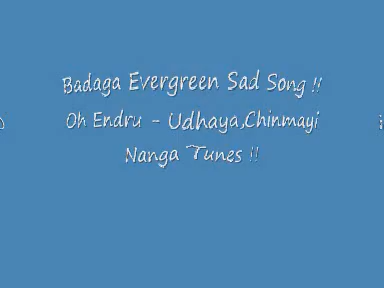 Badaga Evergreen Sad Song !!
Oh Endru - Udhaya,Chinmayi
Nanga Tunes !!